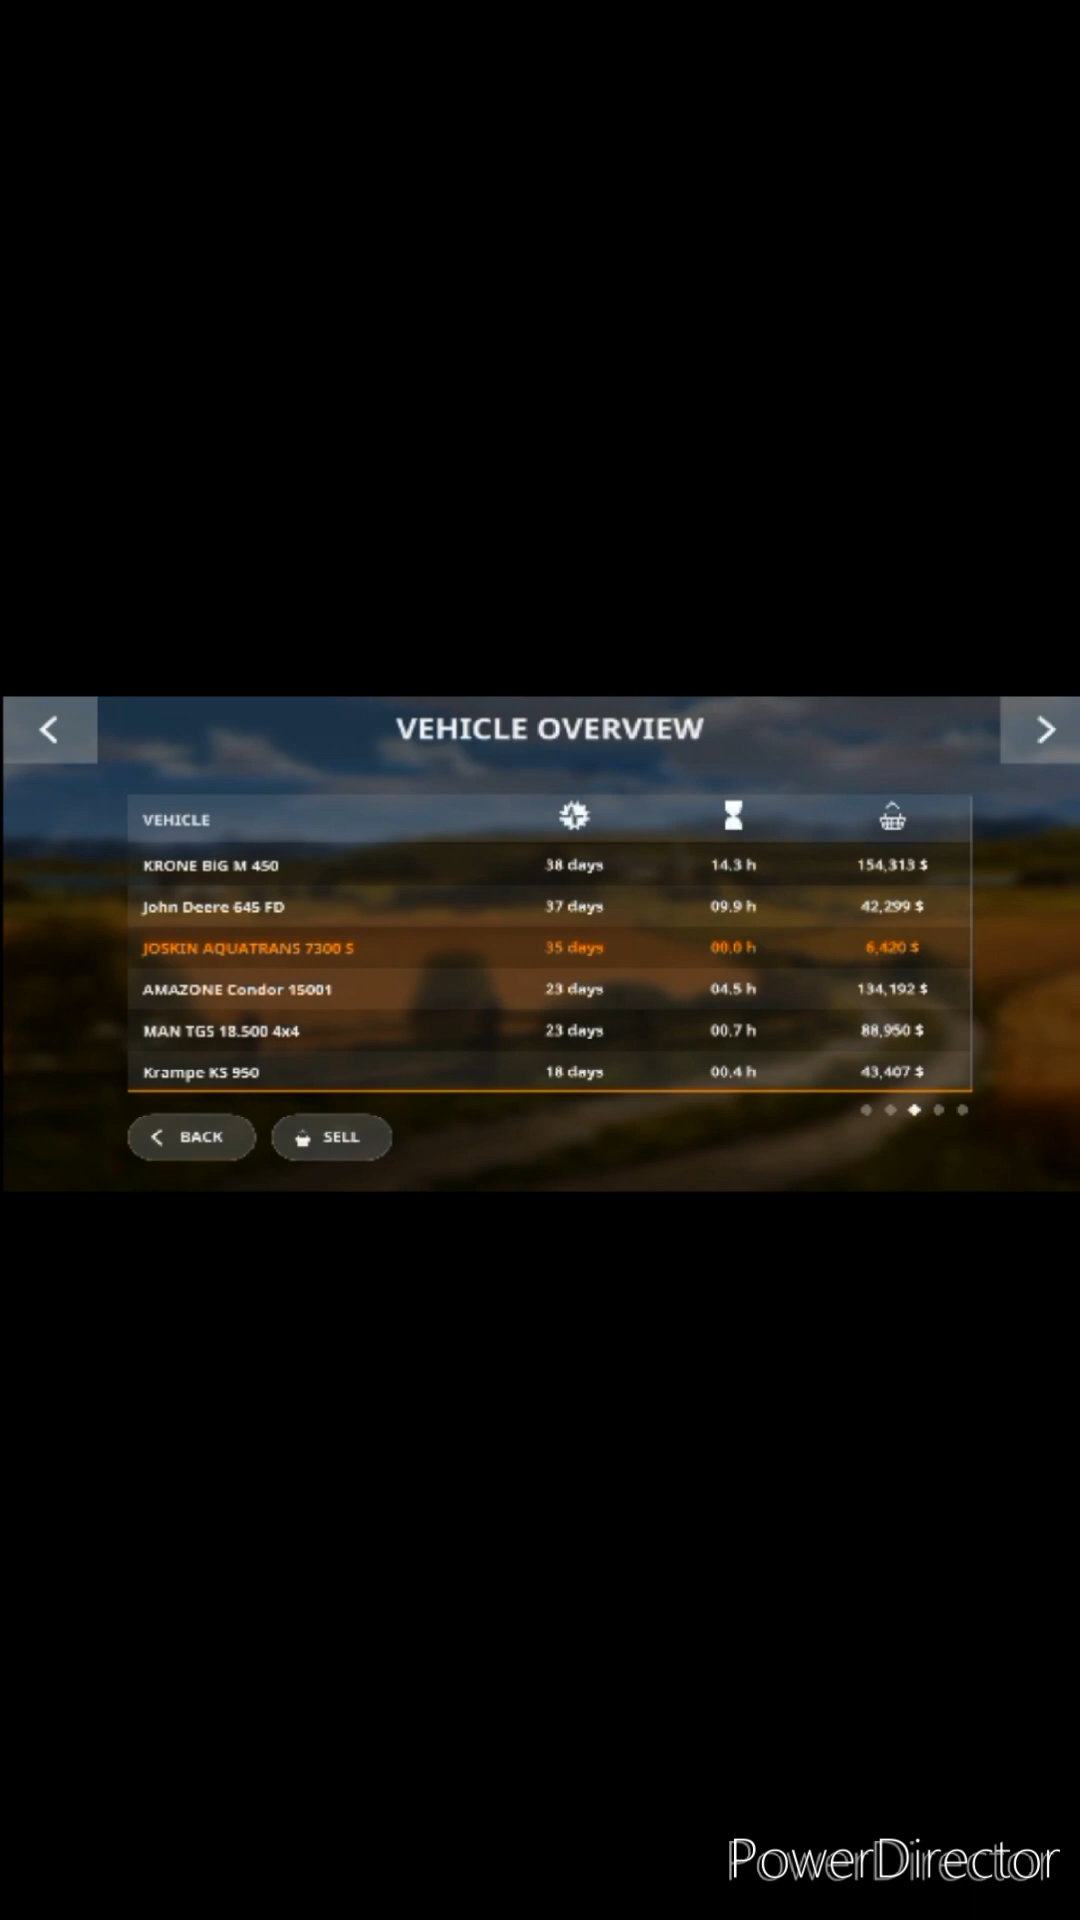 VEHICLE OVERVIEW
VEHICLE
KRONE BIG M 450 38 days 14.3 h 154,313 $
John Deere 645 FD 37 days 09.9 h 42,299 $
JOSKIN AQUATRANS 7300 S 35 days 00.0 h 6,420 $
AMAZONE Condor 15001 23 days 04.5 h 134,192 $
MAN TGS 18.500 4x4 23 days 00.7 h 88,950 $
Krampe KS 950 18 days 00.4 h 43,407 $
BACK SELL
PowerDirector